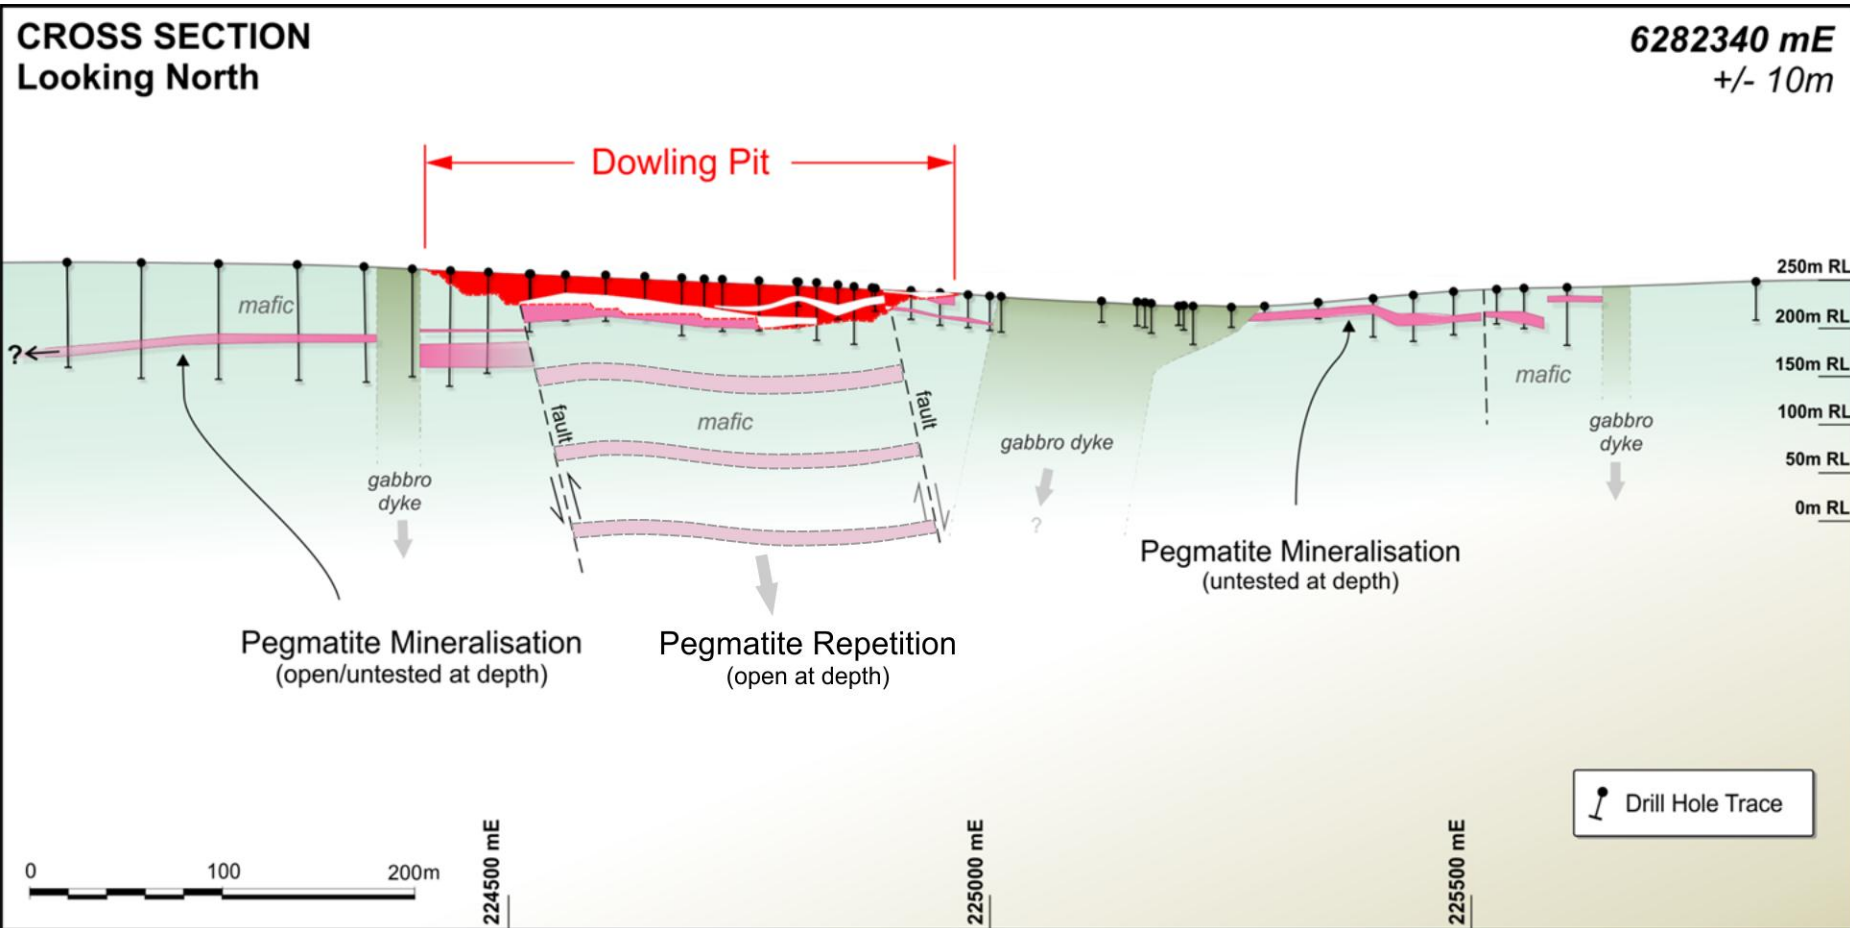 CROSS SECTION
Looking North
6282340 mE
+/- 10m
Dowling Pit
250m RL
200m RL
150m RL
100m RL
50m RL
0m RL
mafic
?
mafic
mafic
fault
fault
gabbro
dyke
gabbro dyke
?
gabbro
dyke
Pegmatite Mineralisation
(open/untested at depth)
Pegmatite Repetition
(open at depth)
Pegmatite Mineralisation
(untested at depth)
Drill Hole Trace
0 100 200m
224500 mE
225000 mE
225500 mE